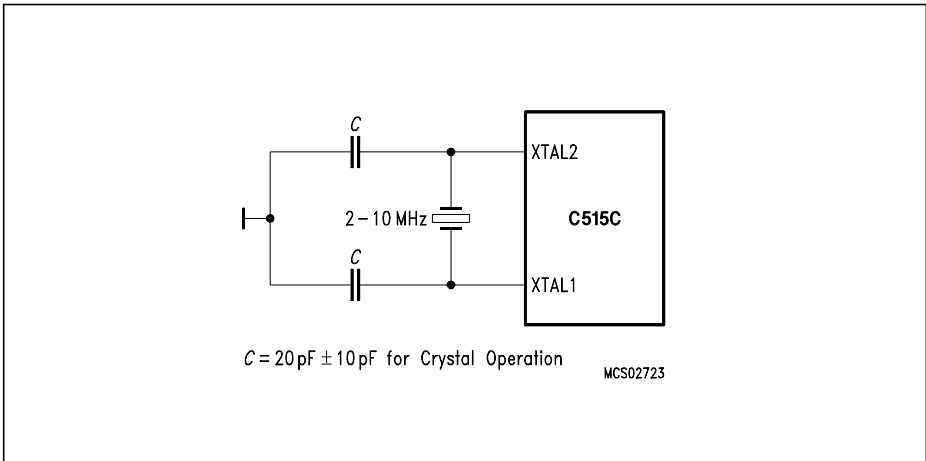 C
XTAL2
2-10 MHz
C515C
C
XTAL1
C = 20 pF ± 10 pF for Crystal Operation
MCS02723